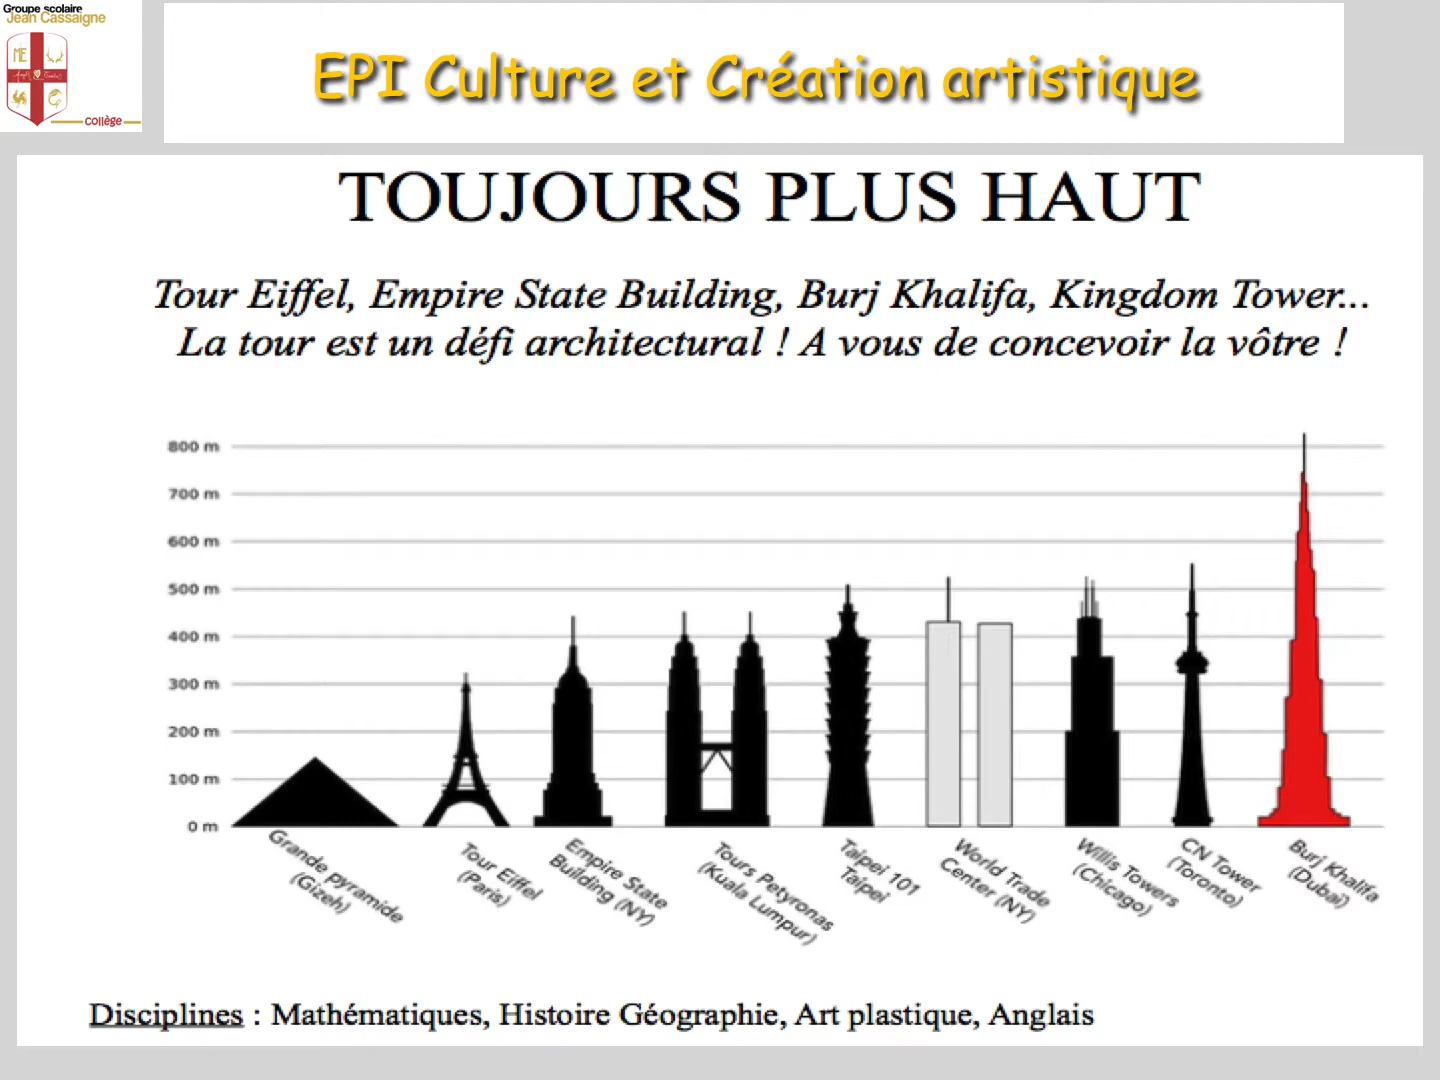 Groupe scolaire
Jean Cassaigne
ME
Collège
EPI Culture et Création artistique
TOUJOURS PLUS HAUT
Tour Eiffel, Empire State Building, Burj Khalifa, Kingdom Tower...
La tour est un défi architectural ! A vous de concevoir la vôtre !
800 m
700 m
600 m
500 m
400 m
300 m
200 m
100 m
0 m
Grande pyramide
(Gizeh)
Tour Eiffel
(Paris)
Empire State
Building (NY)
Tours Petyronas
(Kuala Lumpur)
Taipei 101
Taipei
World Trade
Center (NY)
Willis Towers
(Chicago)
CN Tower
(Toronto)
Burj Khalifa
(Dubai)
Disciplines : Mathématiques, Histoire Géographie, Art plastique, Anglais